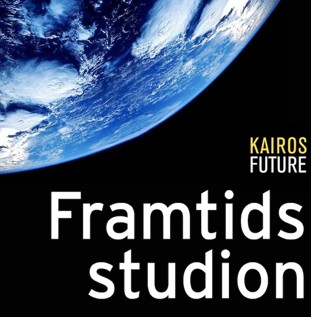 KAIROS
FUTURE
Framtids
studion